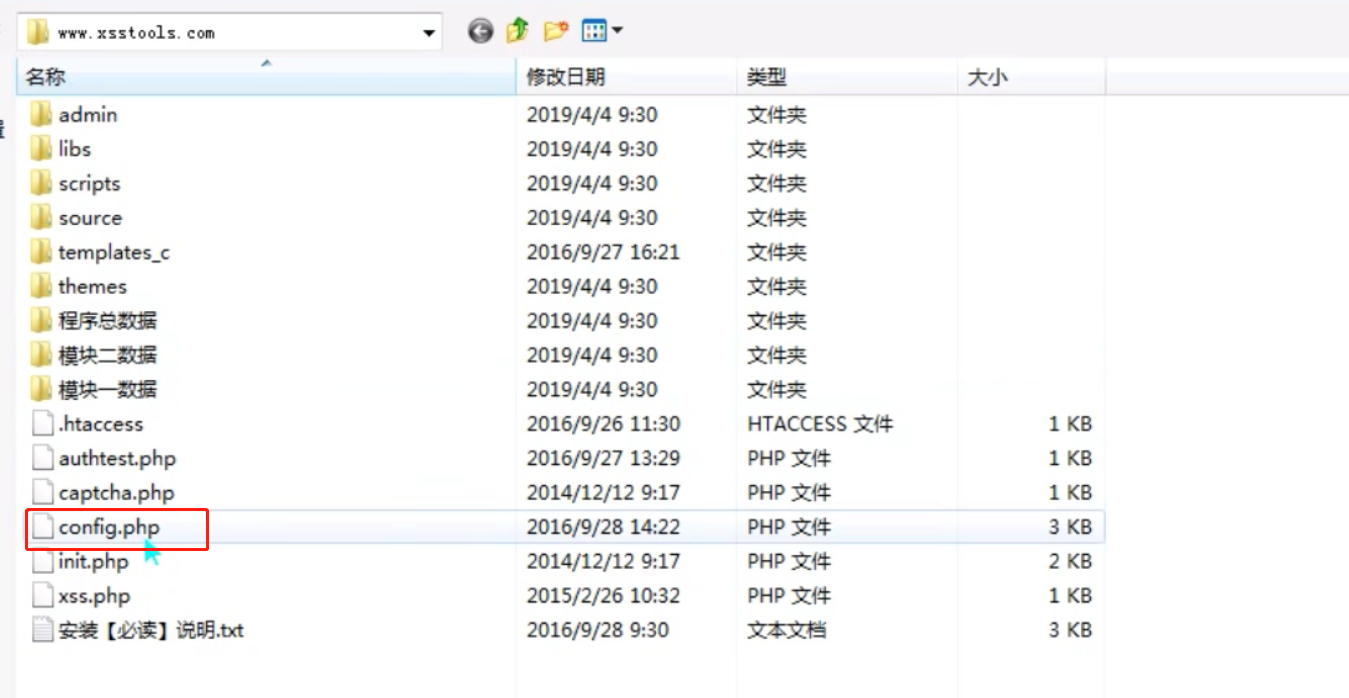 www.xsstools.com
名称 修改日期 类型 大小
admin 2019/4/4 9:30 文件夹
libs 2019/4/4 9:30 文件夹
scripts 2019/4/4 9:30 文件夹
source 2019/4/4 9:30 文件夹
templates_c 2016/9/27 16:21 文件夹
themes 2019/4/4 9:30 文件夹
程序总数据 2019/4/4 9:30 文件夹
模块二数据 2019/4/4 9:30 文件夹
模块一数据 2019/4/4 9:30 文件夹
.htaccess 2016/9/26 11:30 HTACCESS 文件 1 KB
authtest.php 2016/9/27 13:29 PHP 文件 1 KB
captcha.php 2014/12/12 9:17 PHP 文件 1 KB
config.php 2016/9/28 14:22 PHP 文件 3 KB
init.php 2014/12/12 9:17 PHP 文件 2 KB
xss.php 2015/2/26 10:32 PHP 文件 1 KB
安装【必读】说明.txt 2016/9/28 9:30 文本文档 3 KB